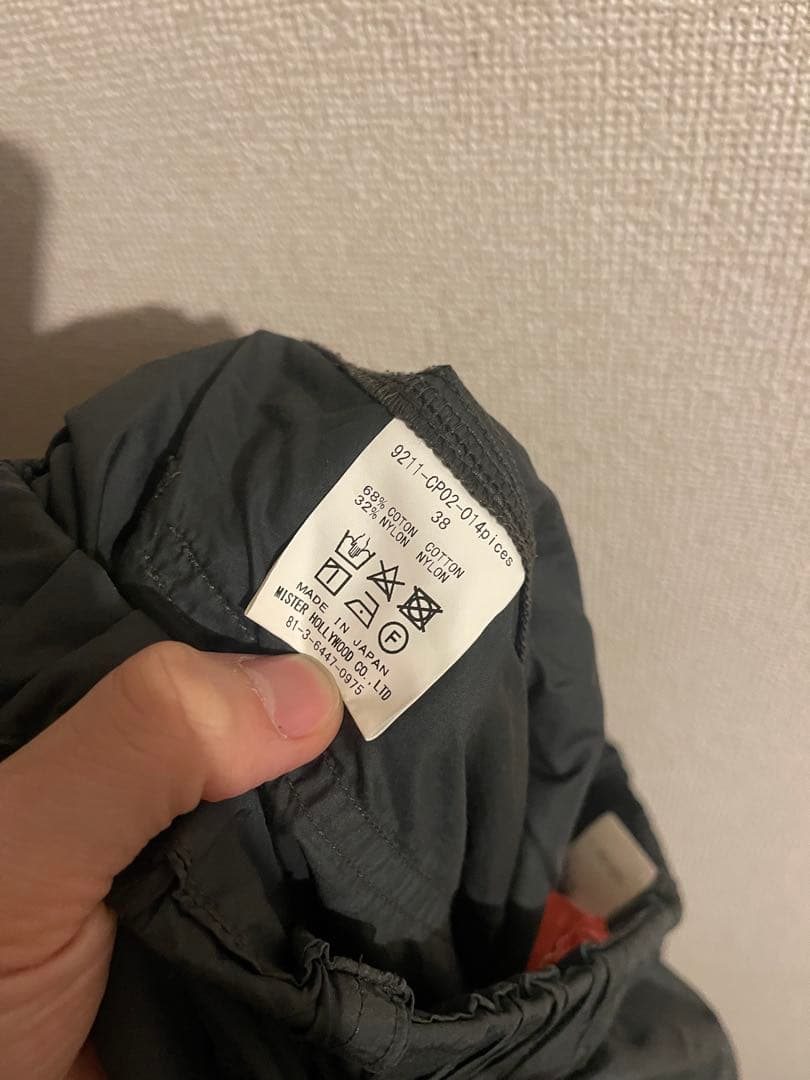 9211-CP02-014pices
38
68% COTON COTTON
32% NYLON NYLON
F
MADE IN JAPAN
MISTER HOLLYWOOD CO.,LTD
81-3-6447-0975